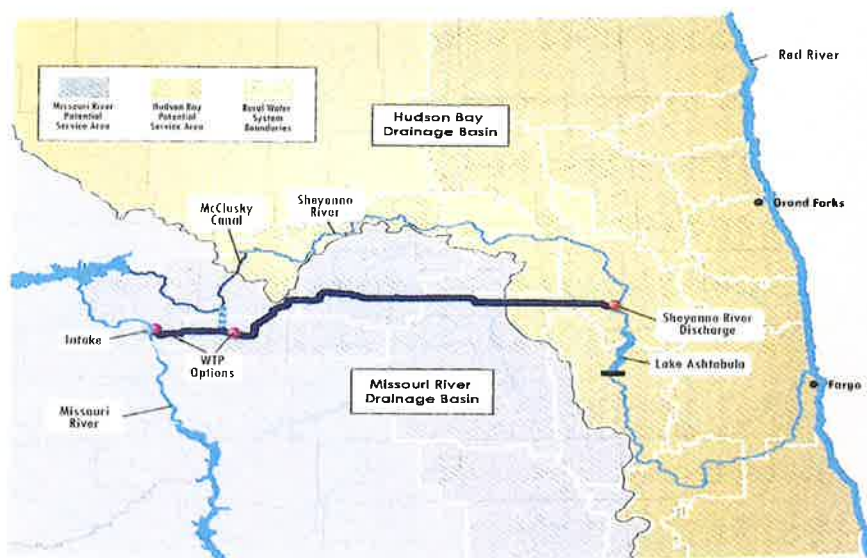 Missouri River
Potential
Service Area
Hudson Bay
Potential
Service Area
Rural Water
System
Boundaries
Hudson Bay
Drainage Basin
Red River
McClusky
Canal
Sheyenne
River
Grand Forks
Intake
WTP
Options
Sheyenne River
Discharge
Lake Ashtabula
Missouri River
Drainage Basin
Fargo
Missouri
River